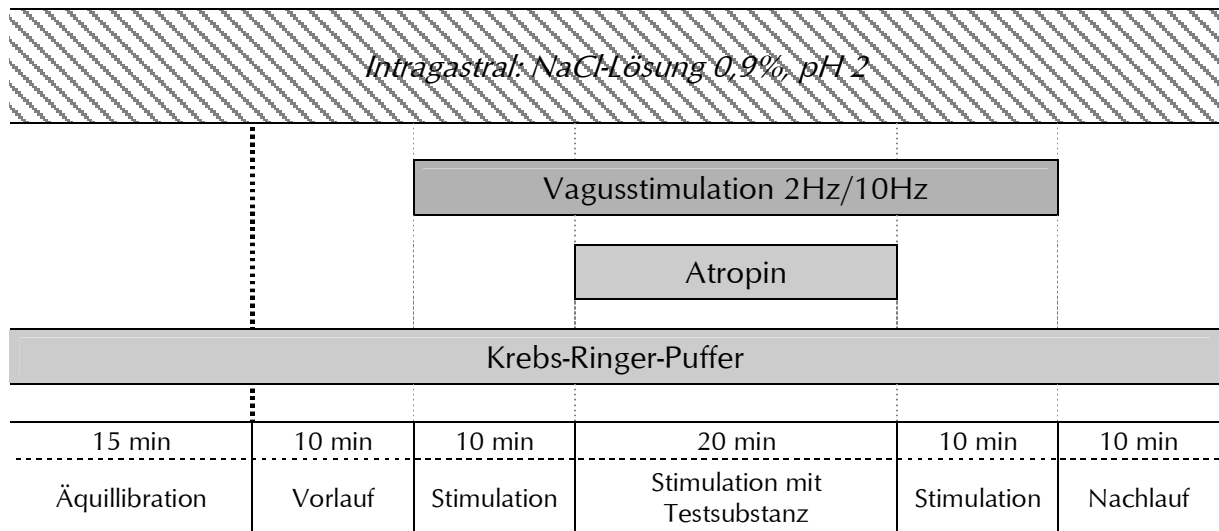 Intragastral: NaCl-Lösung 0,9%, pH 2
Vagusstimulation 2Hz/10Hz
Atropin
Krebs-Ringer-Puffer
15 min 10 min 10 min 20 min 10 min 10 min
Äquillibration Vorlauf Stimulation Stimulation mit Testsubstanz Stimulation Nachlauf